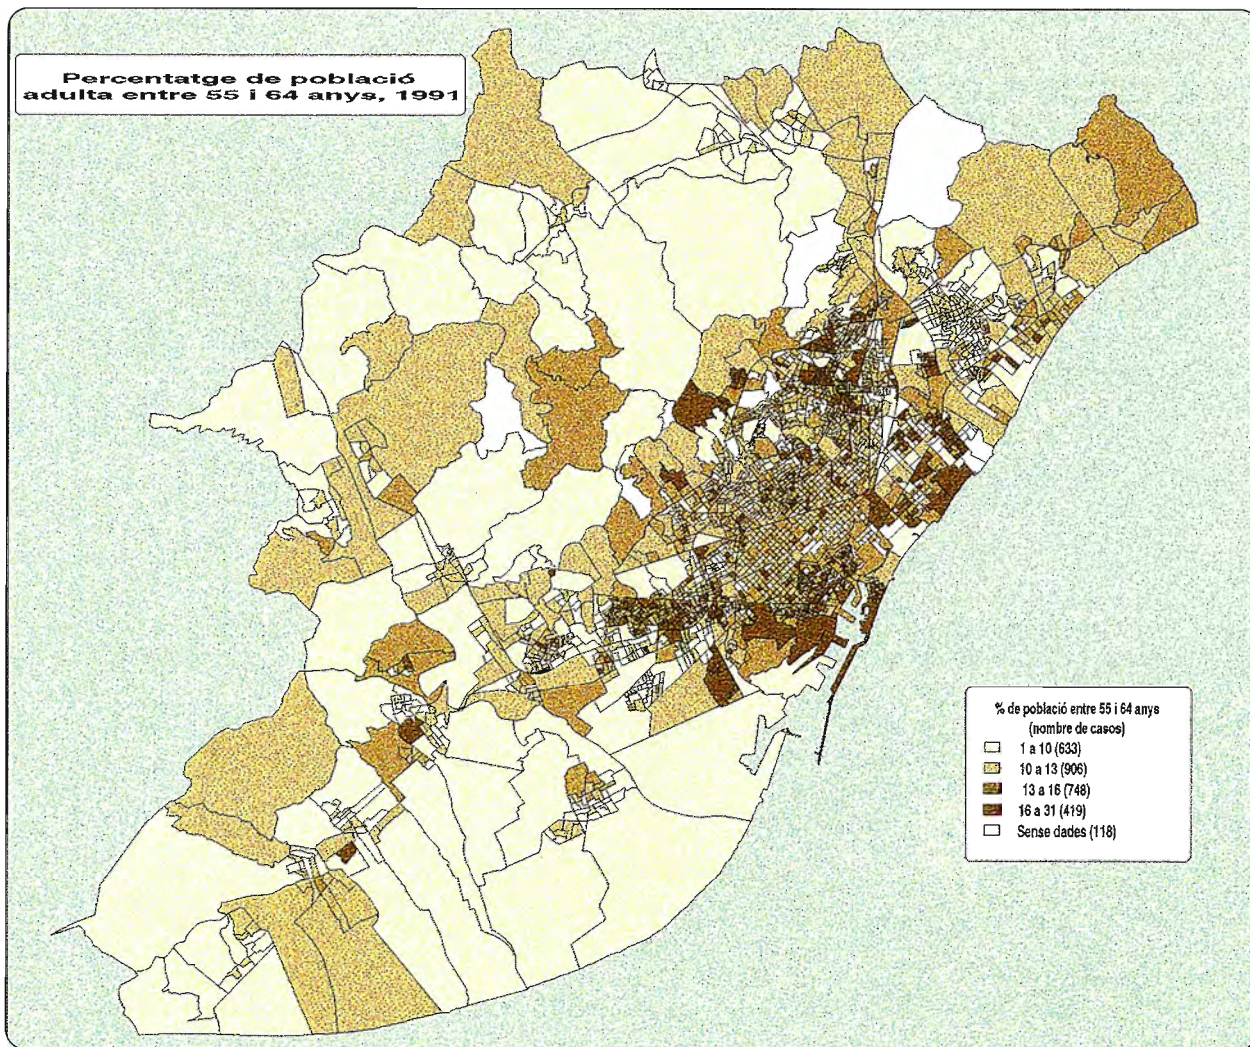 Percentatge de població
adulta entre 55 i 64 anys, 1991
% de població entre 55 i 64 anys
(nombre de casos)
1 a 10 (633)
10 a 13 (906)
13 a 16 (748)
16 a 31 (419)
Sense dades (118)